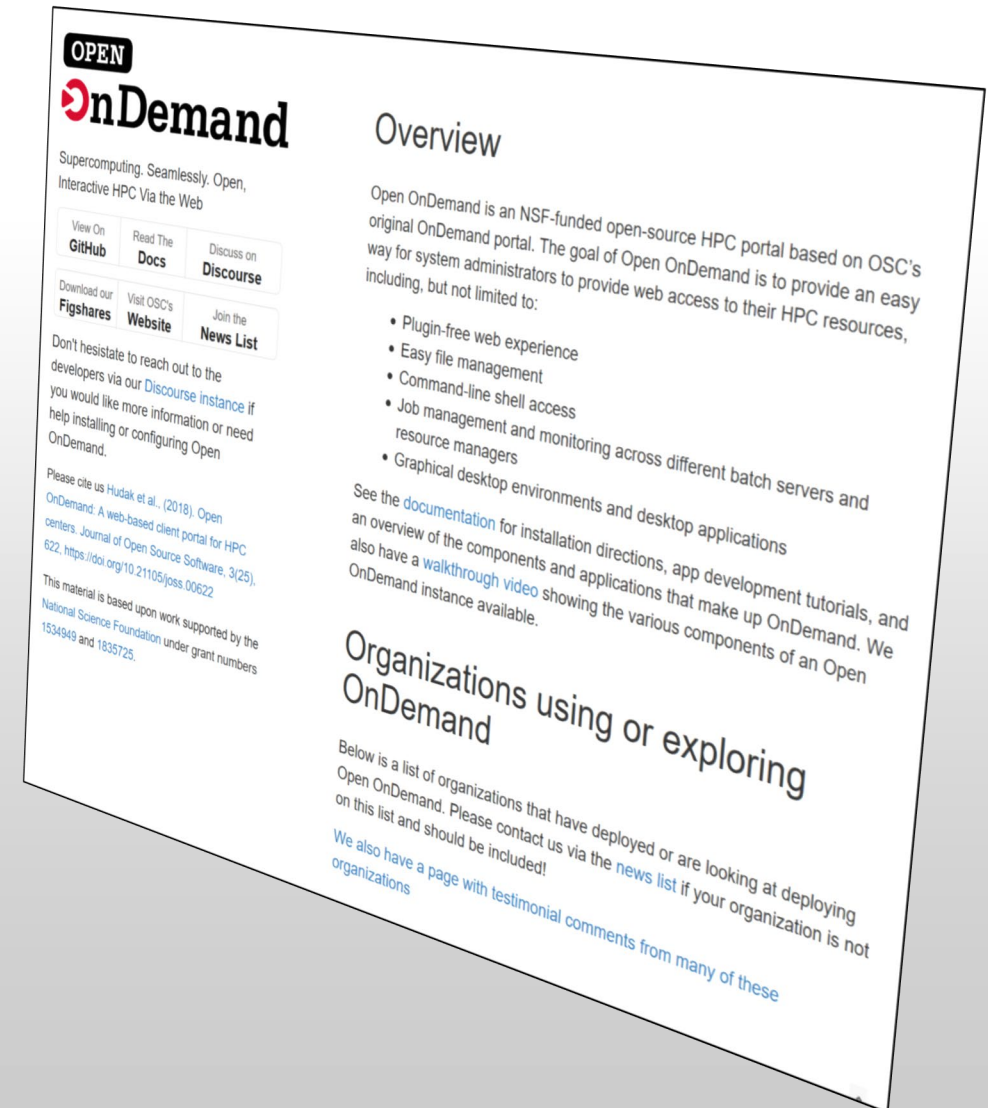 OPEN
OnDemand
Supercomputing. Seamlessly. Open,
Interactive HPC Via the Web
View On
GitHub
Read The
Docs
Discuss on
Discourse
Download our
Figshares
Visit OSC's
Website
Join the
News List
Don't hesistate to reach out to the
developers via our Discourse instance if
you would like more information or need
help installing or configuring Open
OnDemand.
Please cite us Hudak et al., (2018). Open
OnDemand: A web-based client portal for HPC
centers. Journal of Open Source Software, 3(25),
622, https://doi.org/10.21105/joss.00622
This material is based upon work supported by the
National Science Foundation under grant numbers
1534949 and 1835725.
Overview
Open OnDemand is an NSF-funded open-source HPC portal based on OSC's
original OnDemand portal. The goal of Open OnDemand is to provide an easy
way for system administrators to provide web access to their HPC resources,
including, but not limited to:
• Plugin-free web experience
• Easy file management
• Command-line shell access
• Job management and monitoring across different batch servers and
resource managers
• Graphical desktop environments and desktop applications
See the documentation for installation directions, app development tutorials, and
an overview of the components and applications that make up OnDemand. We
also have a walkthrough video showing the various components of an Open
OnDemand instance available.
Organizations using or exploring
OnDemand
Below is a list of organizations that have deployed or are looking at deploying
Open OnDemand. Please contact us via the news list if your organization is not
on this list and should be included!
We also have a page with testimonial comments from many of these
organizations